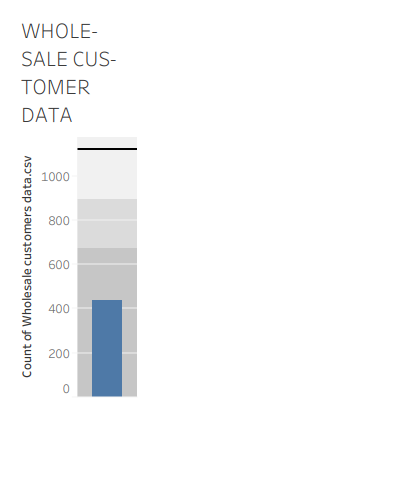 WHOLE-
SALE CUS-
TOMER
DATA
Count of Wholesale customers data.csv
1000
800
600
400
200
0